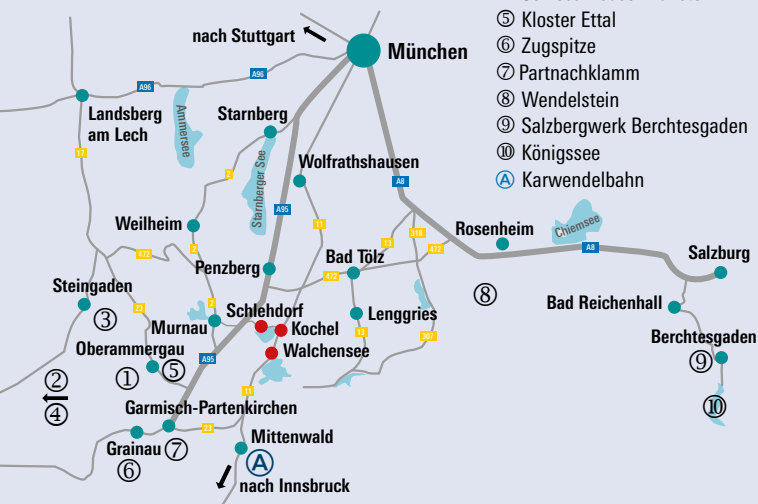 nach Stuttgart
München
⑤ Kloster Ettal
⑥ Zugspitze
⑦ Partnachklamm
⑧ Wendelstein
⑨ Salzbergwerk Berchtesgaden
⑩ Königssee
Ⓐ Karwendelbahn
A96
A96
Landsberg
am Lech
Ammersee
Starnberg
Starnberger See
Wolfratshausen
17
2
A95
A8
11
Weilheim
2
472
Penzberg
Bad Tölz
13
318
472
472
Rosenheim
Chiemsee
A8
Salzburg
Steingaden
③
23
2
Murnau
Schlehdorf
Kochel
Walchensee
Lenggries
13
307
⑧
Bad Reichenhall
Berchtesgaden
⑨
⑩
Oberammergau
①
⑤
②
④
A95
Garmisch-Partenkirchen
11
23
Grainau
⑥
⑦
Mittenwald
Ⓐ
nach Innsbruck